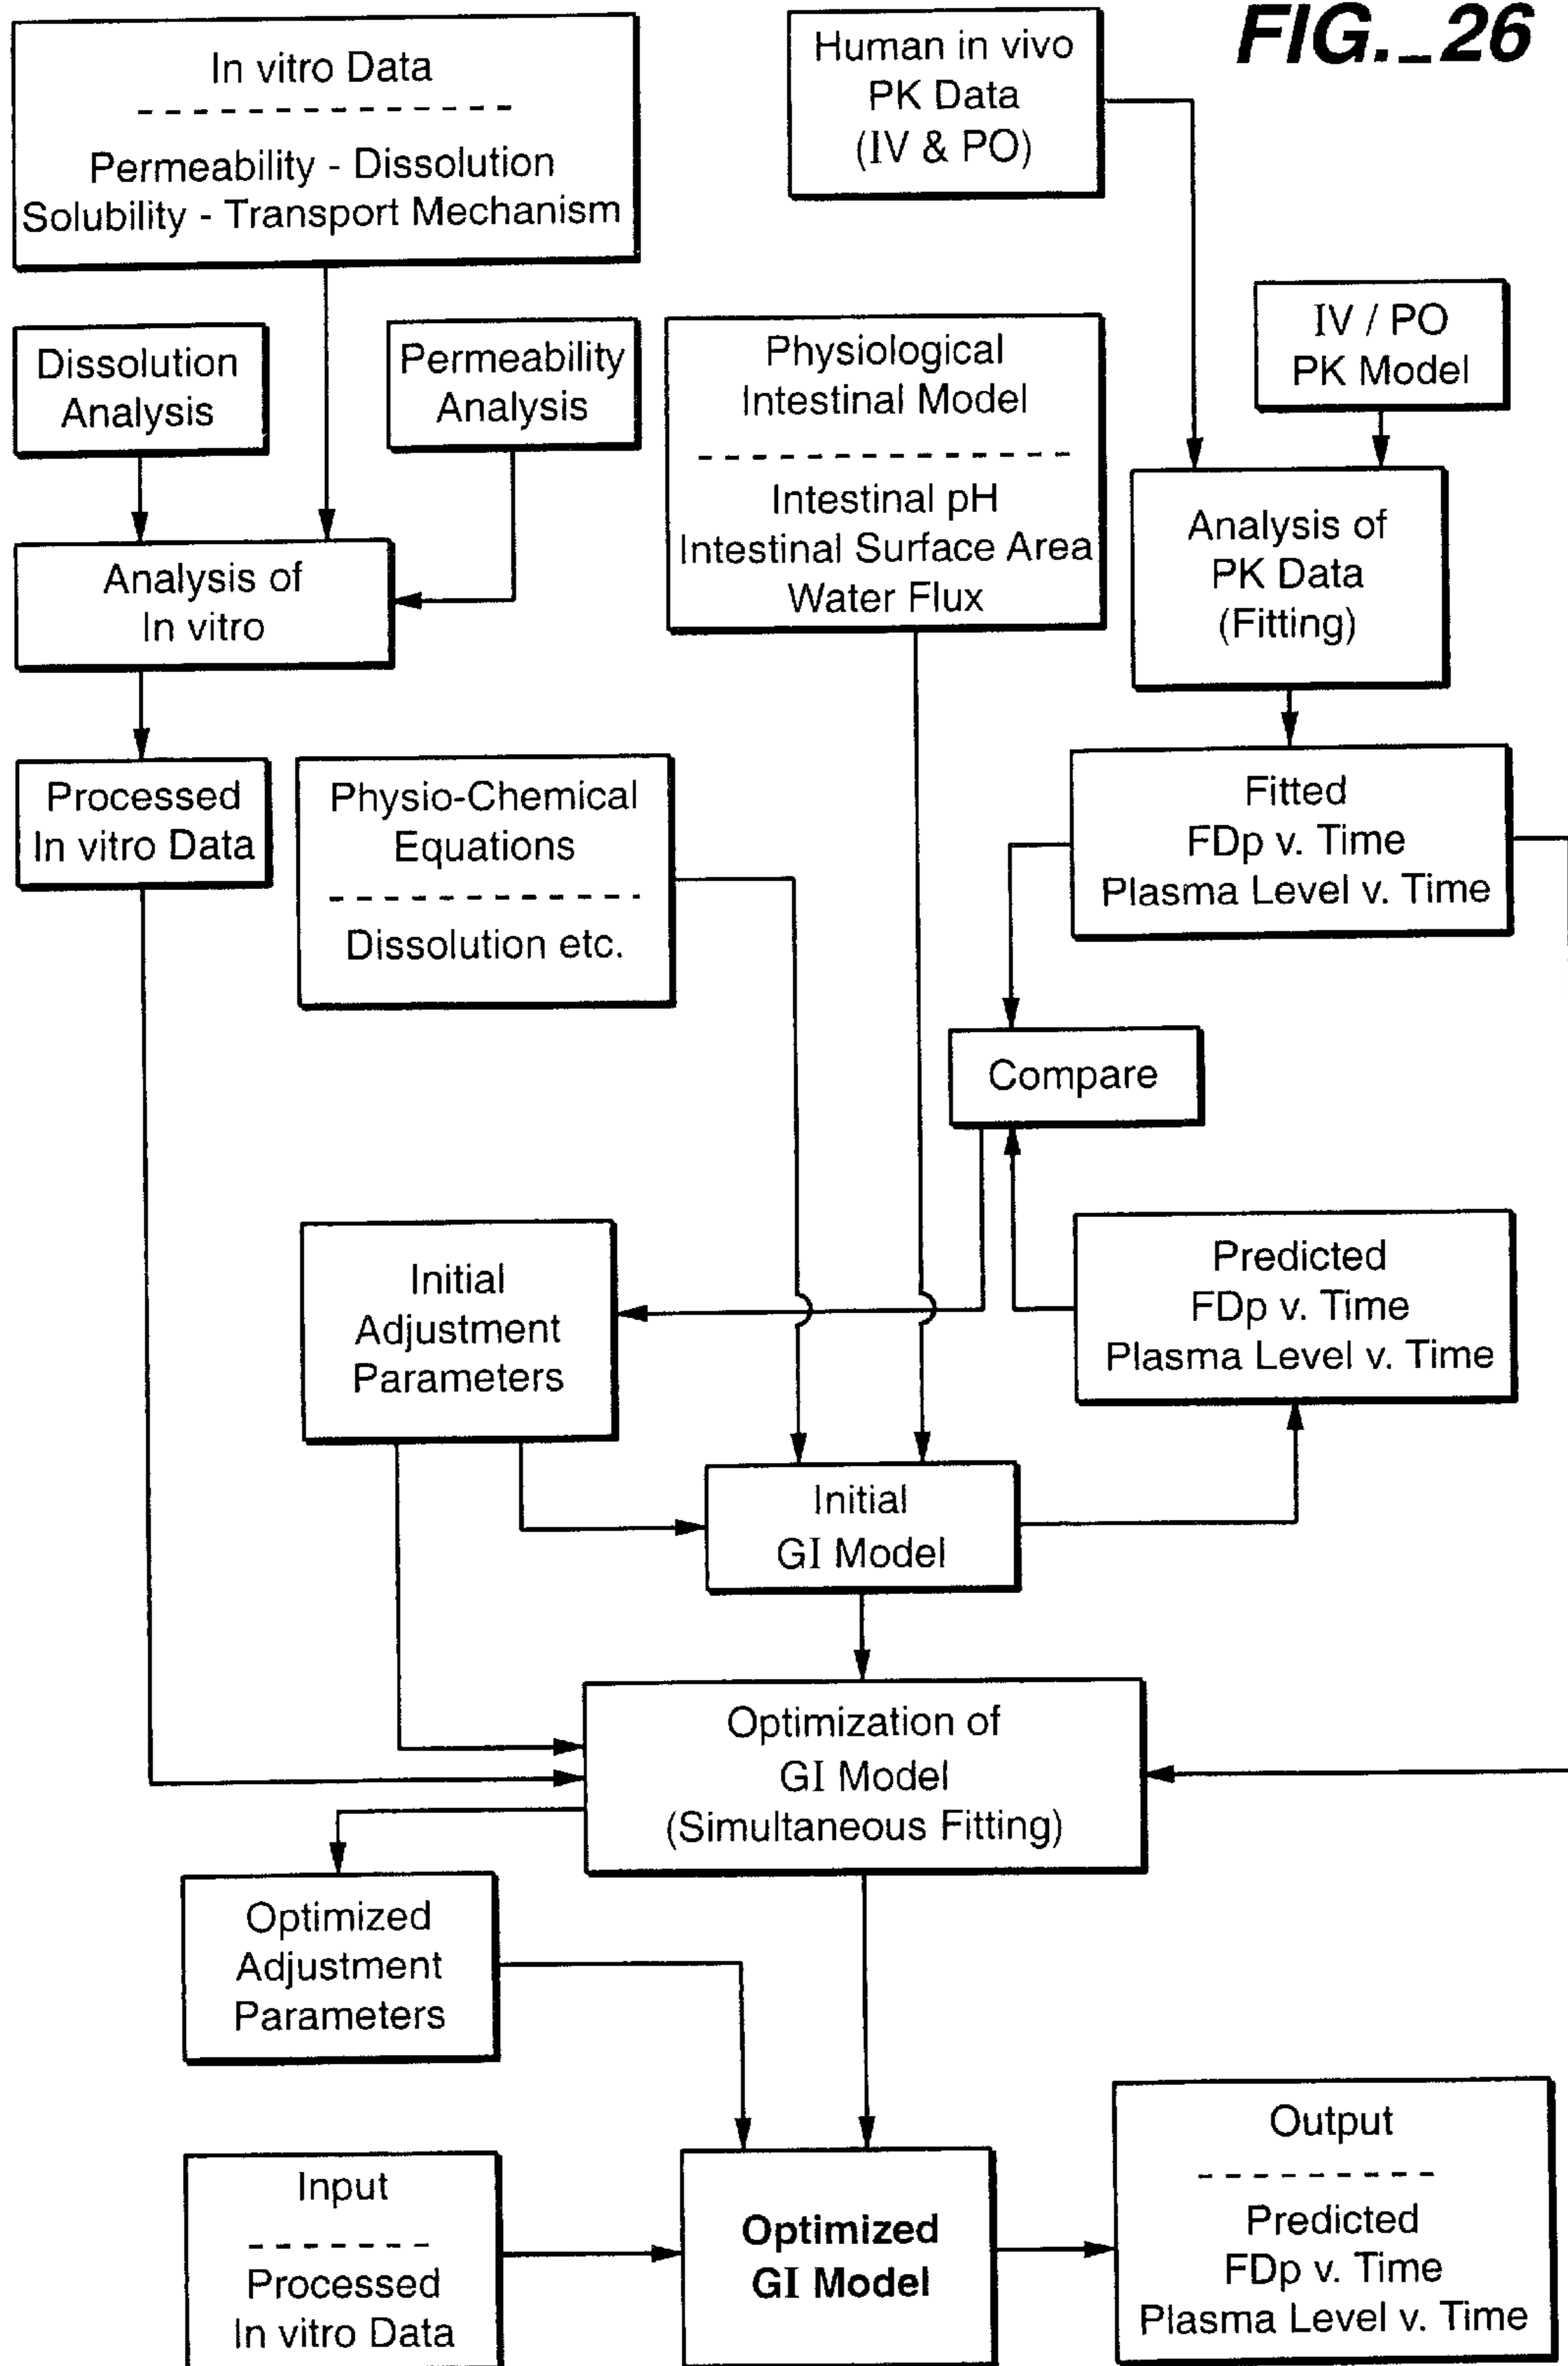 FIG._26
In vitro Data
Permeability - Dissolution
Solubility - Transport Mechanism
Human in vivo
PK Data
(IV & PO)
Dissolution
Analysis
Permeability
Analysis
Physiological
Intestinal Model
Intestinal pH
Intestinal Surface Area
Water Flux
IV / PO
PK Model
Analysis of
In vitro
Analysis of
PK Data
(Fitting)
Processed
In vitro Data
Physio-Chemical
Equations
Dissolution etc.
Fitted
FDp v. Time
Plasma Level v. Time
Compare
Initial
Adjustment
Parameters
Predicted
FDp v. Time
Plasma Level v. Time
Initial
GI Model
Optimization of
GI Model
(Simultaneous Fitting)
Optimized
Adjustment
Parameters
Input
Processed
In vitro Data
Optimized
GI Model
Output
Predicted
FDp v. Time
Plasma Level v. Time